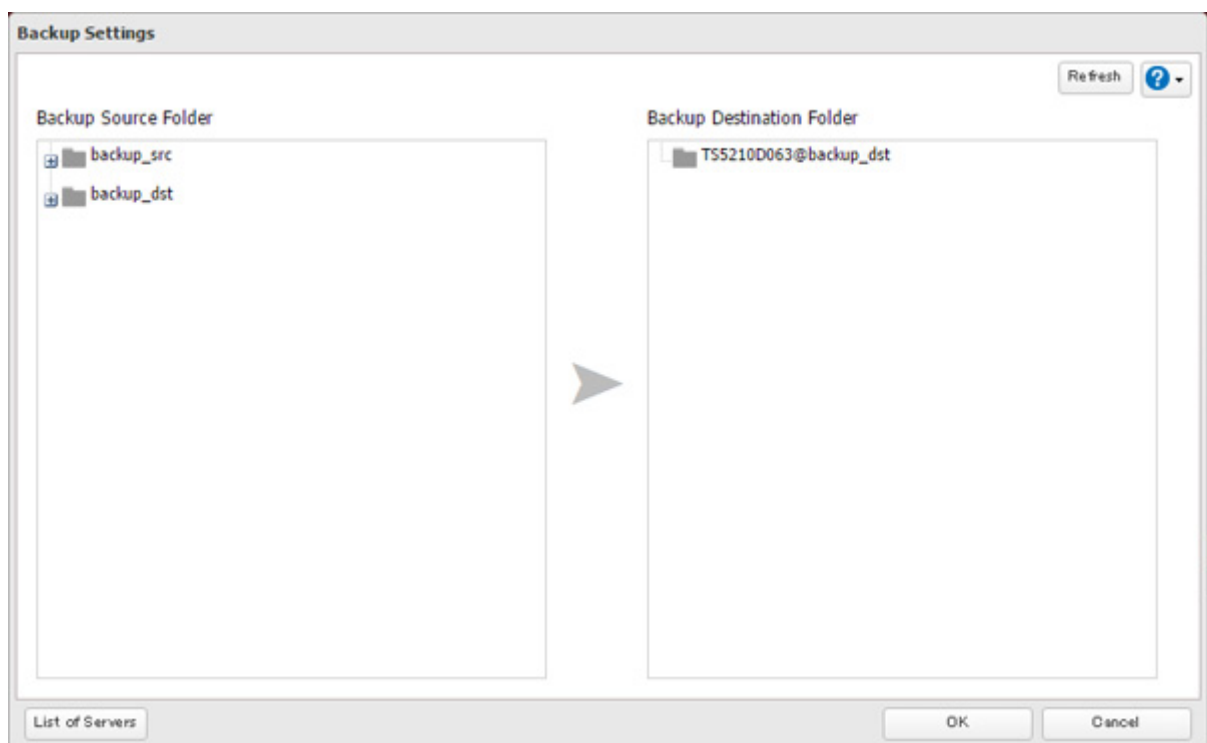 Backup Settings
Refresh ?
Backup Source Folder
Backup Destination Folder
backup_src
backup_dst
TS5210D063@backup_dst
List of Servers
OK
Cancel